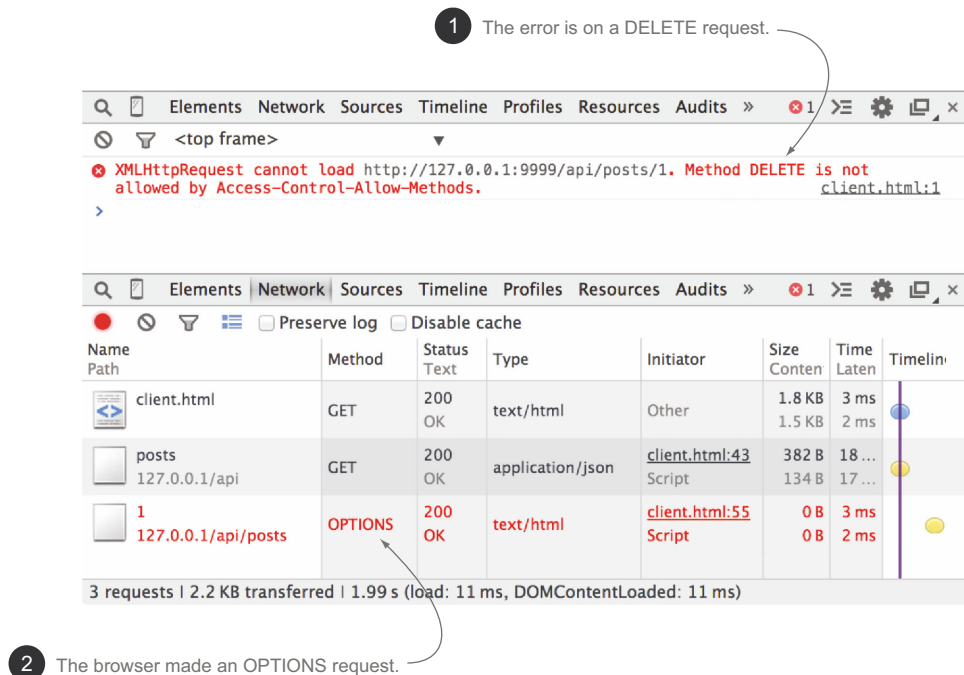 1 The error is on a DELETE request.
Elements Network Sources Timeline Profiles Resources Audits » 1
<top frame> ▼
XMLHttpRequest cannot load http://127.0.0.1:9999/api/posts/1. Method DELETE is not
allowed by Access-Control-Allow-Methods. client.html:1
>
Elements Network Sources Timeline Profiles Resources Audits » 1
Preserve log Disable cache
Name Method Status Type Initiator Size Time Timelin
Path Text Conten Laten
client.html GET 200 text/html Other 1.8 KB 3 ms
OK 1.5 KB 2 ms
posts GET 200 application/json client.html:43 382 B 18...
127.0.0.1/api OK Script 134 B 17...
1 OPTIONS 200 text/html client.html:55 0 B 3 ms
127.0.0.1/api/posts OK Script 0 B 2 ms
3 requests | 2.2 KB transferred | 1.99 s (load: 11 ms, DOMContentLoaded: 11 ms)
2 The browser made an OPTIONS request.